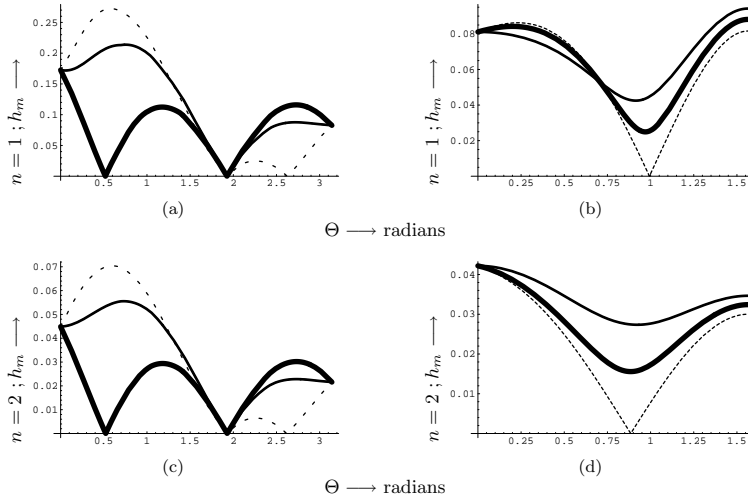 0.25
0.2
0.15
0.1
0.05
0.5 1 1.5 2 2.5 3
n = 1 ; h_m ⟶
(a)
0.08
0.06
0.04
0.02
0.25 0.5 0.75 1 1.25 1.5
n = 1 ; h_m ⟶
(b)
Θ ⟶ radians
0.07
0.06
0.05
0.04
0.03
0.02
0.01
0.5 1 1.5 2 2.5 3
n = 2 ; h_m ⟶
(c)
0.04
0.03
0.02
0.01
0.25 0.5 0.75 1 1.25 1.5
n = 2 ; h_m ⟶
(d)
Θ ⟶ radians